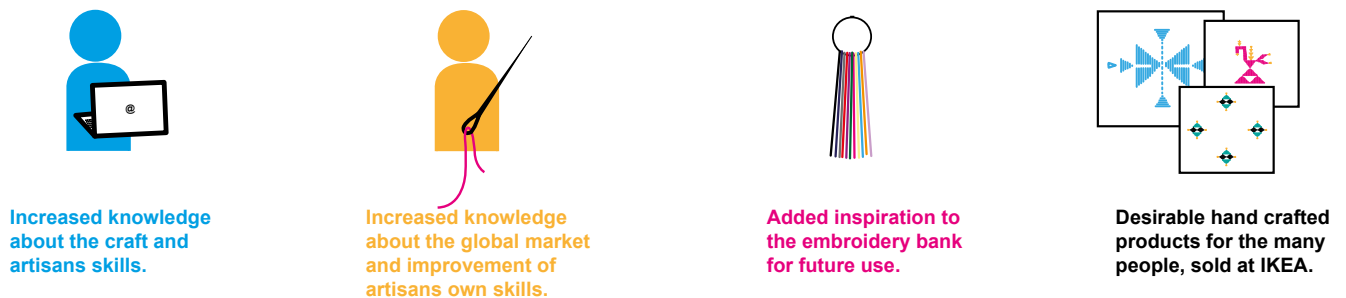 @
Increased knowledge
about the craft and
artisans skills.
Increased knowledge
about the global market
and improvement of
artisans own skills.
Added inspiration to
the embroidery bank
for future use.
Desirable hand crafted
products for the many
people, sold at IKEA.